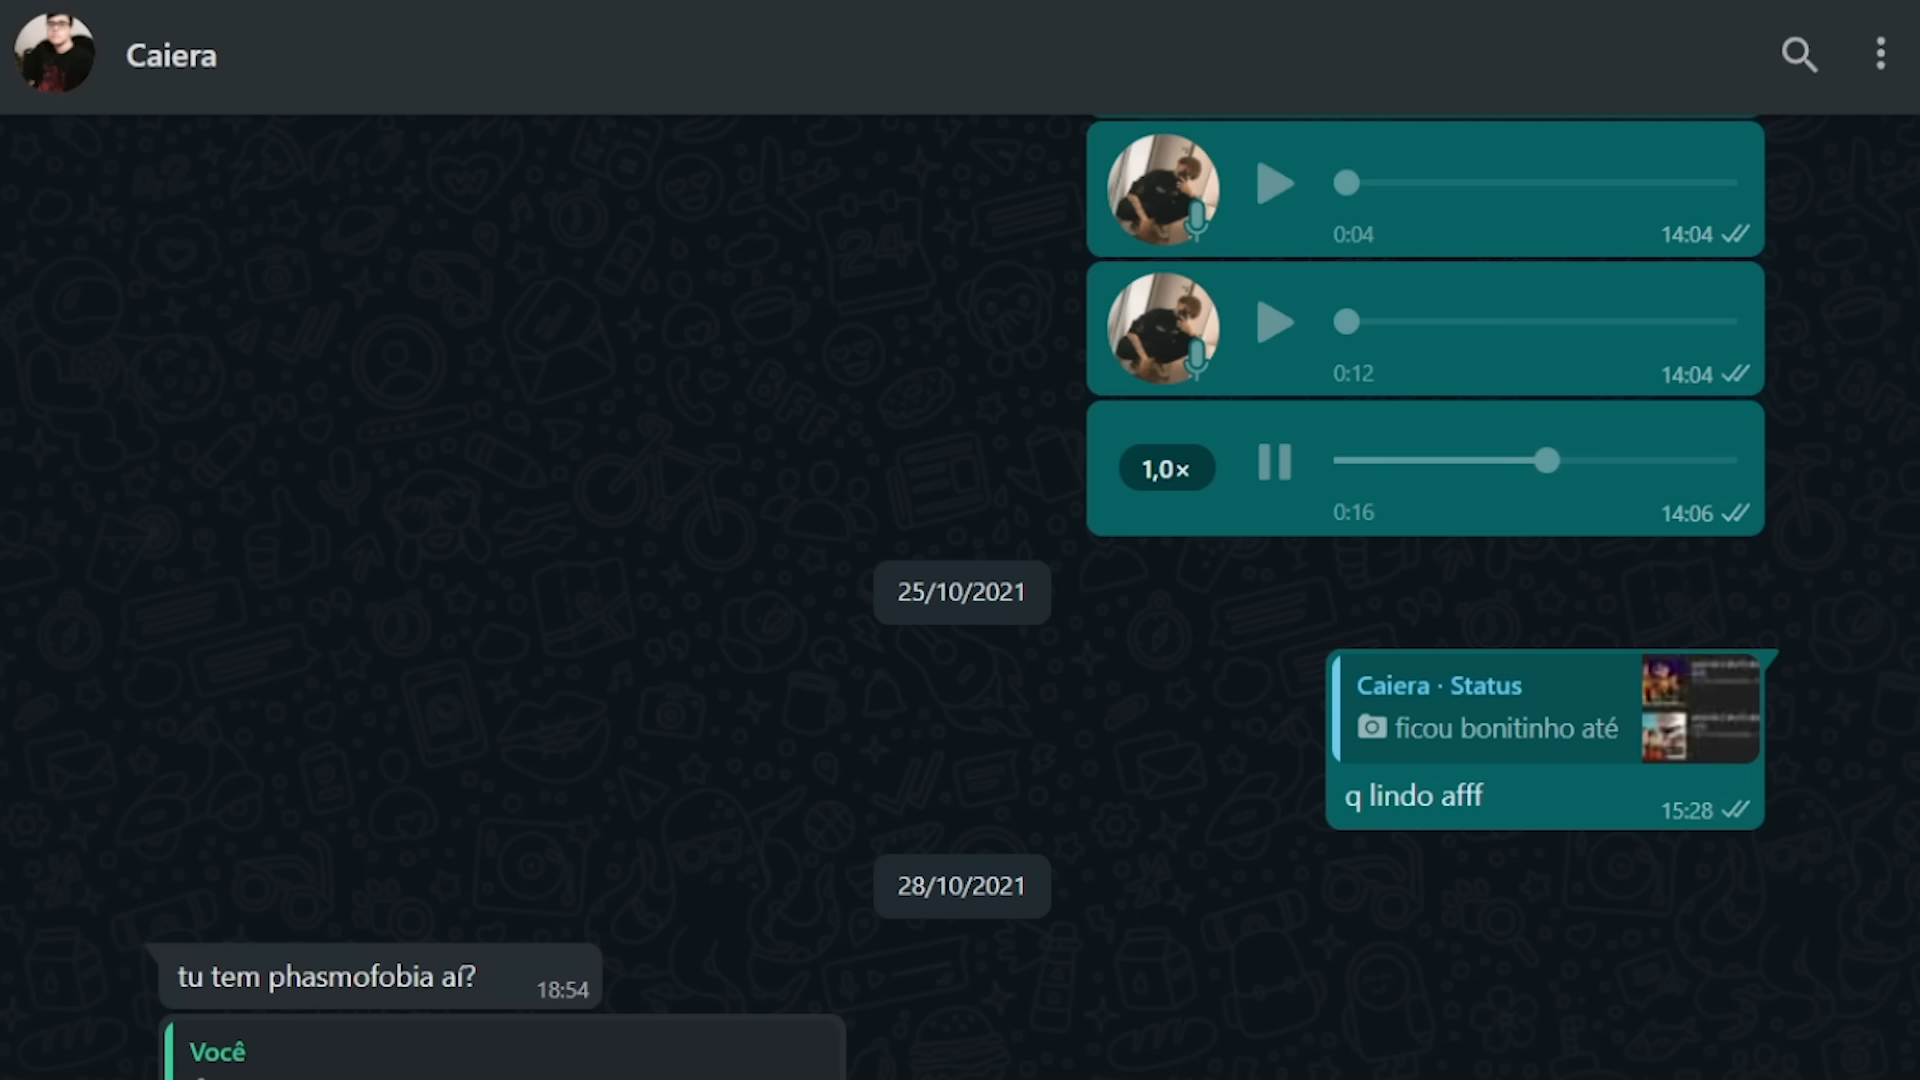 Caiera
0:04
14:04
0:12
14:04
1,0×
0:16
14:06
25/10/2021
Caiera · Status
ficou bonitinho até
q lindo afff
15:28
28/10/2021
tu tem phasmofobia aí?
18:54
Você